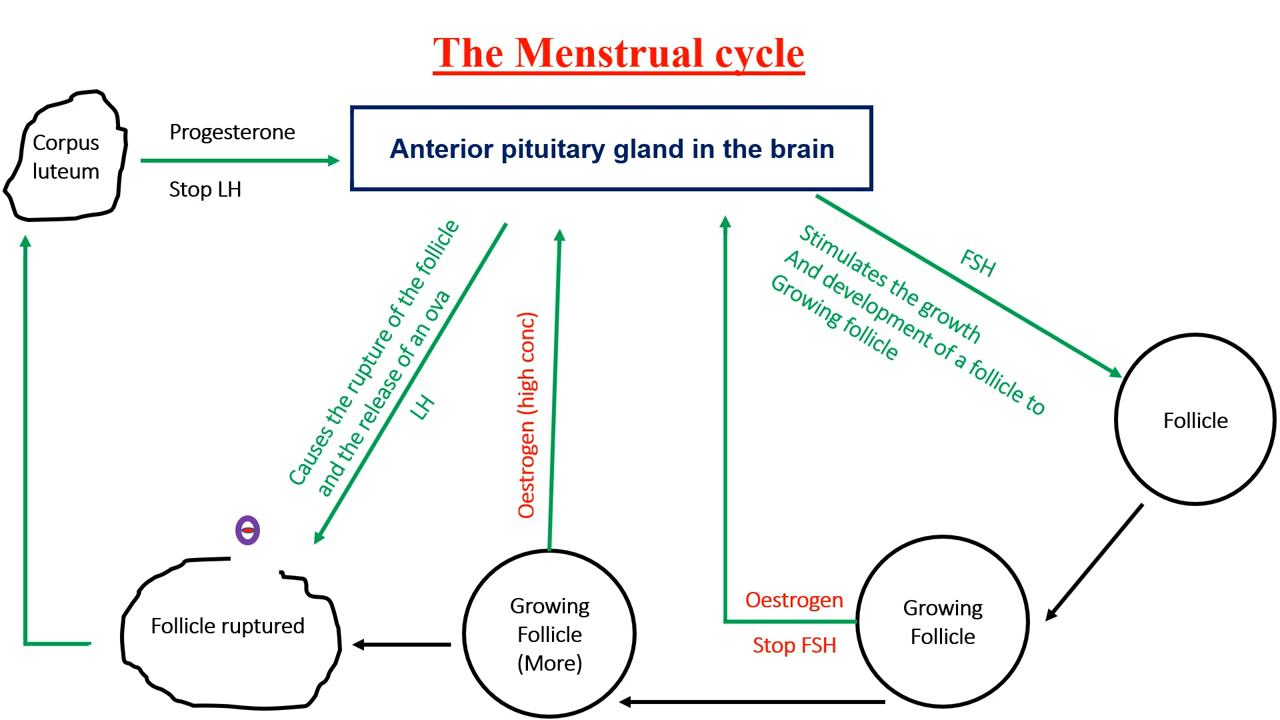 The Menstrual cycle
Corpus
luteum
Progesterone
Stop LH
Anterior pituitary gland in the brain
Causes the rupture of the follicle
and the release of an ova
LH
Oestrogen (high conc)
FSH
Stimulates the growth
And development of a follicle to
Growing follicle
Follicle
Oestrogen
Stop FSH
Growing
Follicle
Growing
Follicle
(More)
Follicle ruptured